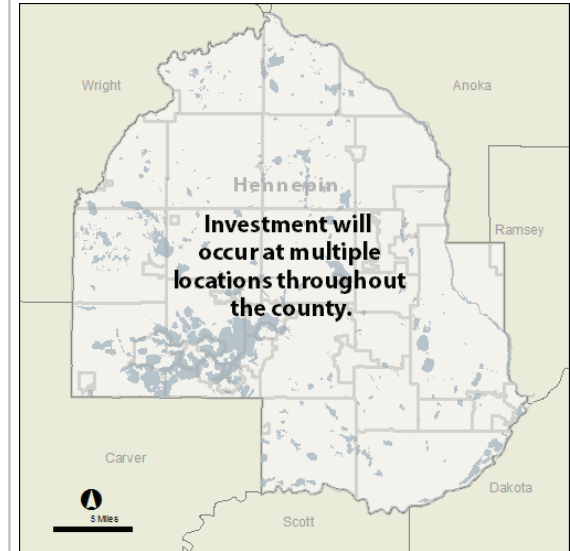 Wright
Anoka
Hennepin
Investment will
occur at multiple
locations throughout
the county.
Ramsey
Carver
Dakota
Scott
5 Miles